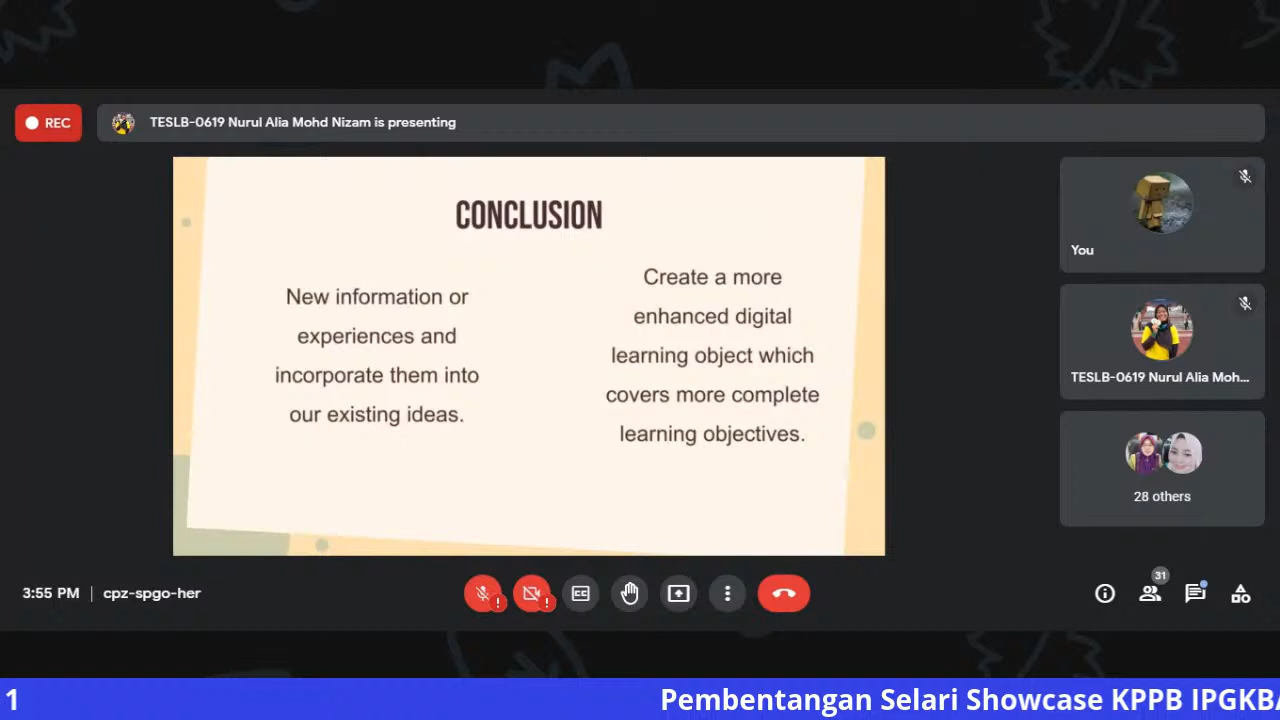 REC
TESLB-0619 Nurul Alia Mohd Nizam is presenting
CONCLUSION
New information or
experiences and
incorporate them into
our existing ideas.
Create a more
enhanced digital
learning object which
covers more complete
learning objectives.
You
TESLB-0619 Nurul Alia Moh...
28 others
3:55 PM | cpz-spgo-her
31
1
Pembentangan Selari Showcase KPPB IPGKBA